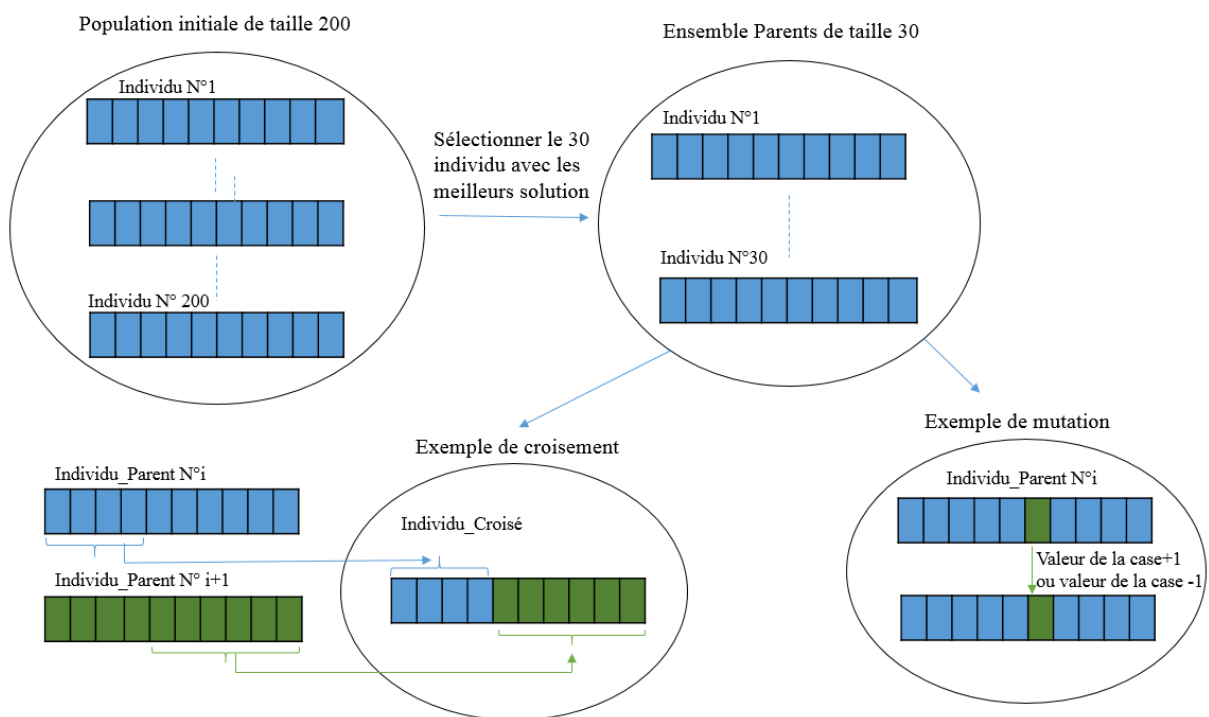 Population initiale de taille 200
Individu N°1
Individu N° 200
Sélectionner le 30
individu avec les
meilleurs solution
Ensemble Parents de taille 30
Individu N°1
Individu N°30
Individu_Parent N°i
Individu_Parent N° i+1
Exemple de croisement
Individu_Croisé
Exemple de mutation
Individu_Parent N°i
Valeur de la case+1
ou valeur de la case -1